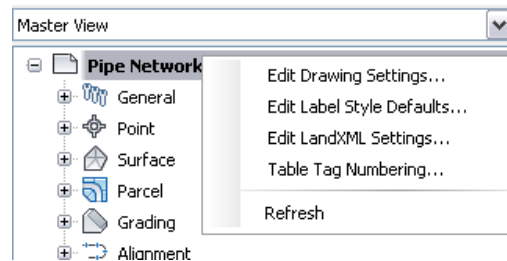 Master View
Pipe Network
Edit Drawing Settings...
General
Edit Label Style Defaults...
Point
Edit LandXML Settings...
Surface
Table Tag Numbering...
Parcel
Refresh
Grading
Alignment